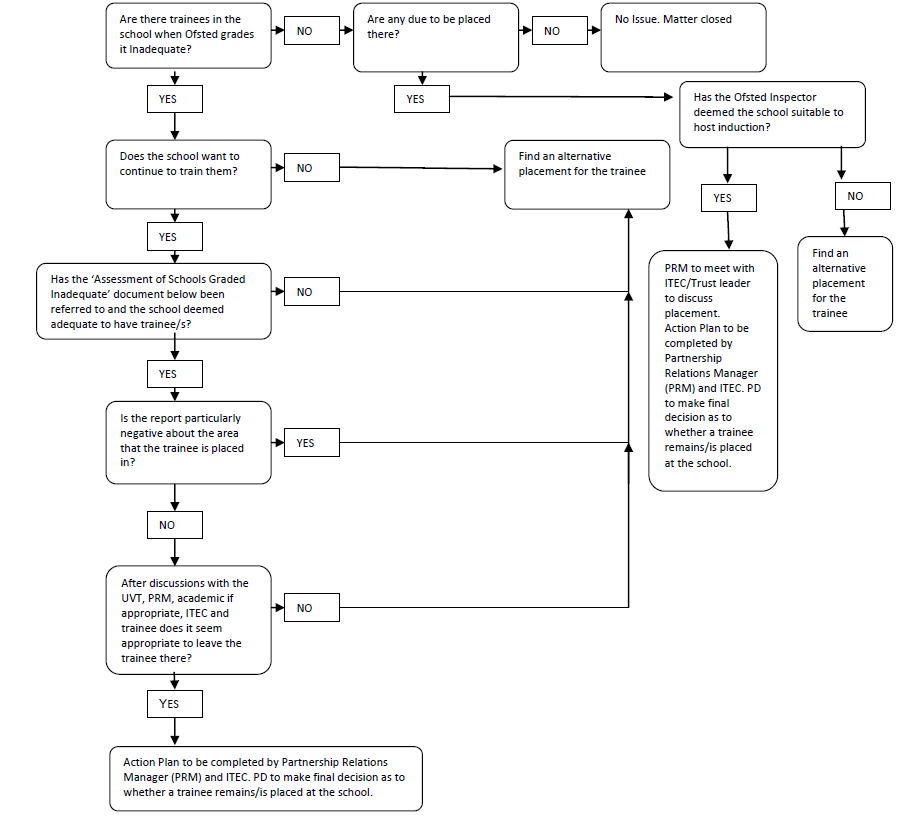 Are there trainees in the
school when Ofsted grades
it Inadequate?
NO
Are any due to be placed
there?
NO
No Issue. Matter closed
YES
YES
Has the Ofsted Inspector
deemed the school suitable to
host induction?
Does the school want to
continue to train them?
NO
Find an alternative
placement for the trainee
YES
NO
YES
Has the ‘Assessment of Schools Graded
Inadequate’ document below been
referred to and the school deemed
adequate to have trainee/s?
NO
PRM to meet with
ITEC/Trust leader
to discuss
placement.
Action Plan to be
completed by
Partnership
Relations Manager
(PRM) and ITEC. PD
to make final
decision as to
whether a trainee
remains/is placed
at the school.
Find an
alternative
placement
for the
trainee
YES
Is the report particularly
negative about the area
that the trainee is placed
in?
YES
NO
After discussions with the
UVT, PRM, academic if
appropriate, ITEC and
trainee does it seem
appropriate to leave the
trainee there?
NO
YES
Action Plan to be completed by Partnership Relations
Manager (PRM) and ITEC. PD to make final decision as to
whether a trainee remains/is placed at the school.